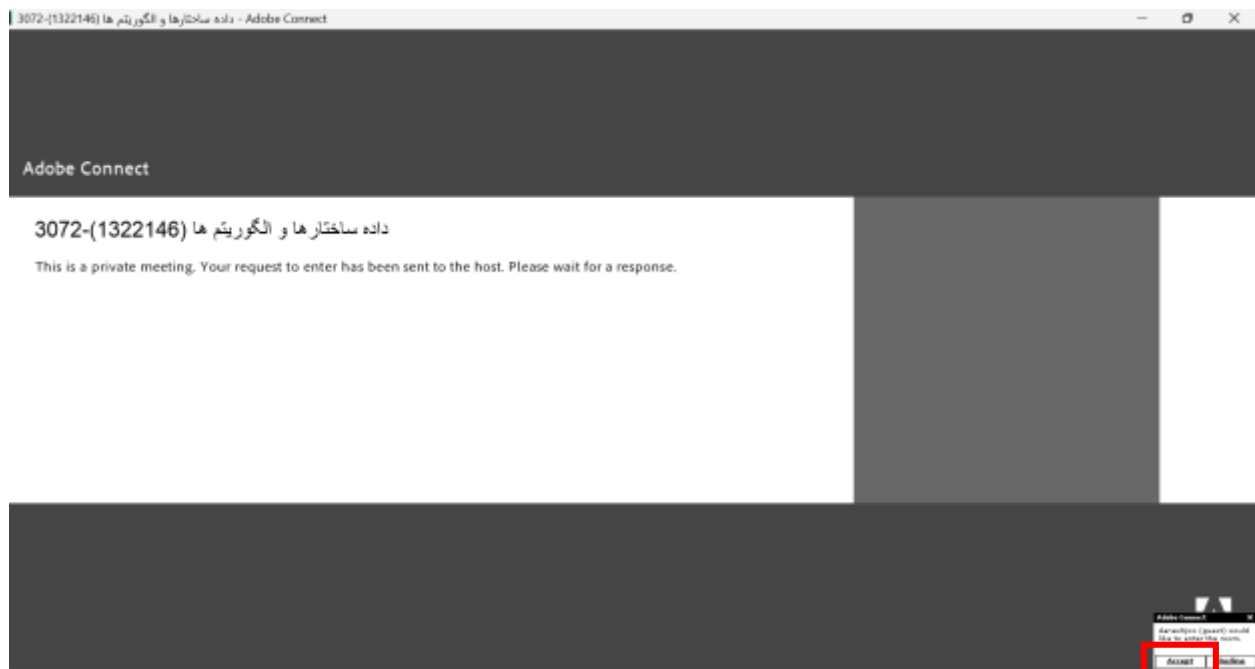 داده ساختارها و الگوریتم ها (1322146)-3072 - Adobe Connect
Adobe Connect
داده ساختارها و الگوریتم ها (1322146)-3072
This is a private meeting. Your request to enter has been sent to the host. Please wait for a response.
Adobe Connect
(guest) would
like to enter the room.
Accept Decline